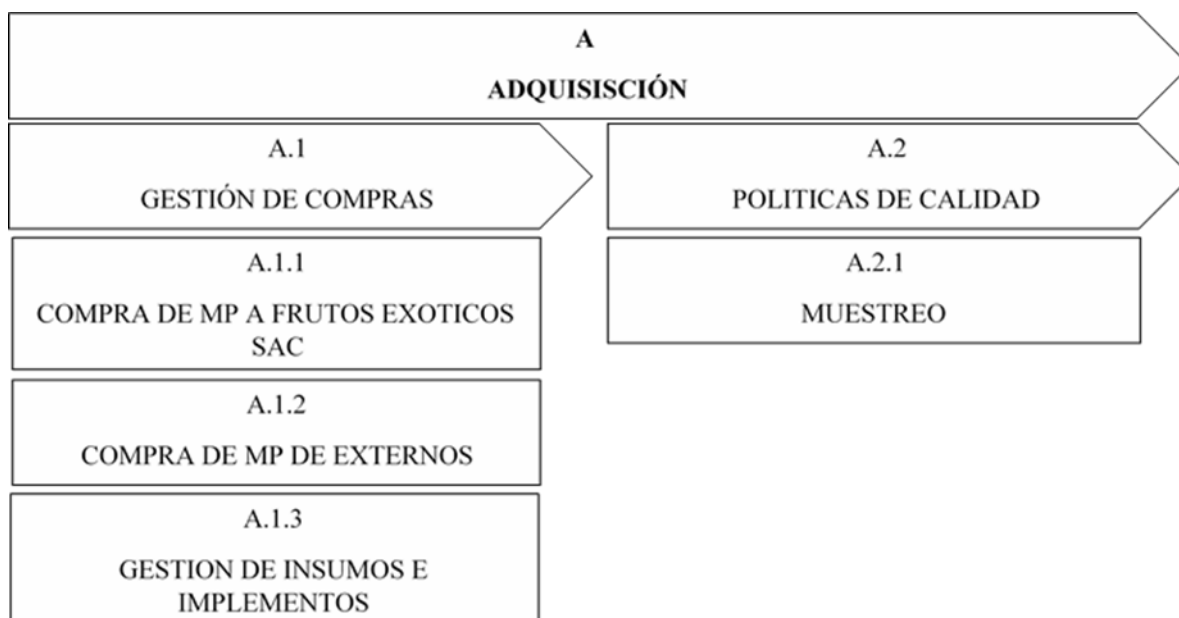 A
ADQUISISCIÓN
A.1
GESTIÓN DE COMPRAS
A.2
POLITICAS DE CALIDAD
A.1.1
COMPRA DE MP A FRUTOS EXOTICOS
SAC
A.2.1
MUESTREO
A.1.2
COMPRA DE MP DE EXTERNOS
A.1.3
GESTION DE INSUMOS E
IMPLEMENTOS